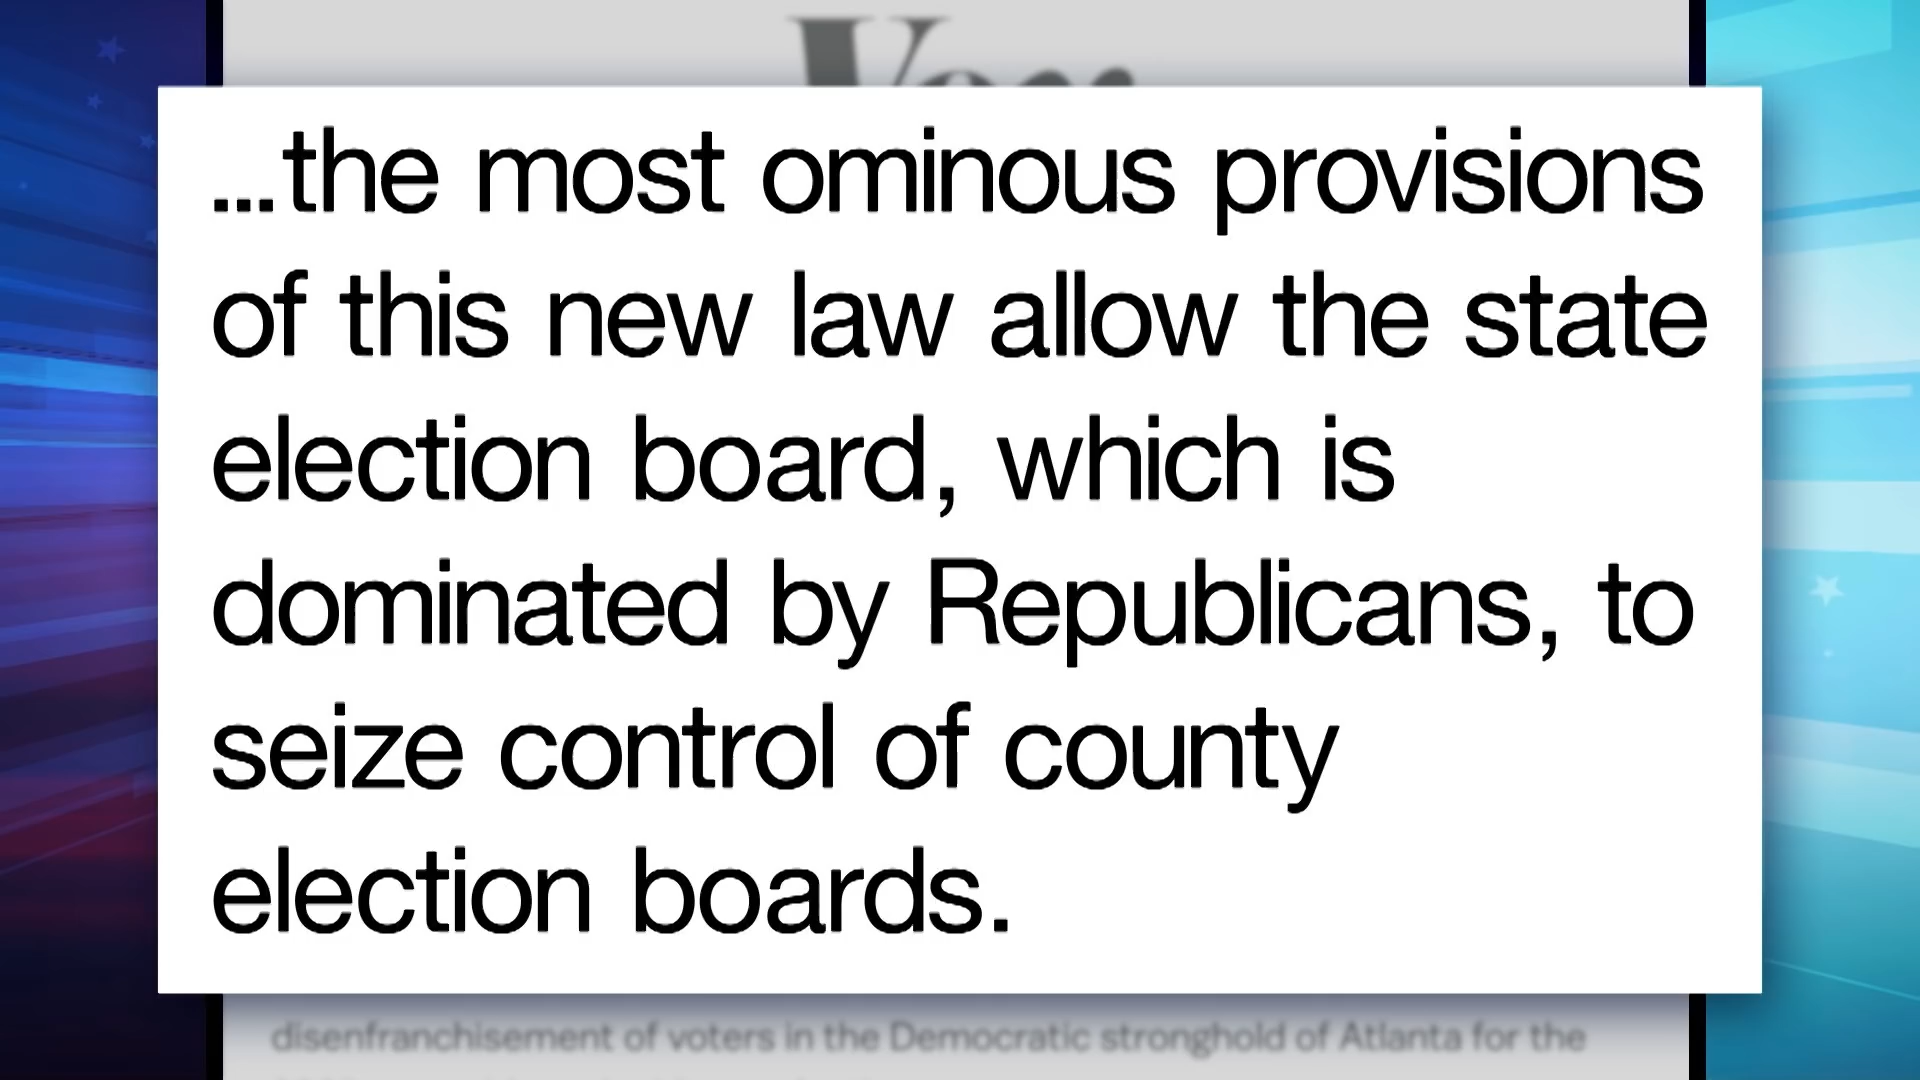 ...the most ominous provisions
of this new law allow the state
election board, which is
dominated by Republicans, to
seize control of county
election boards.
disenfranchisement of voters in the Democratic stronghold of Atlanta for the